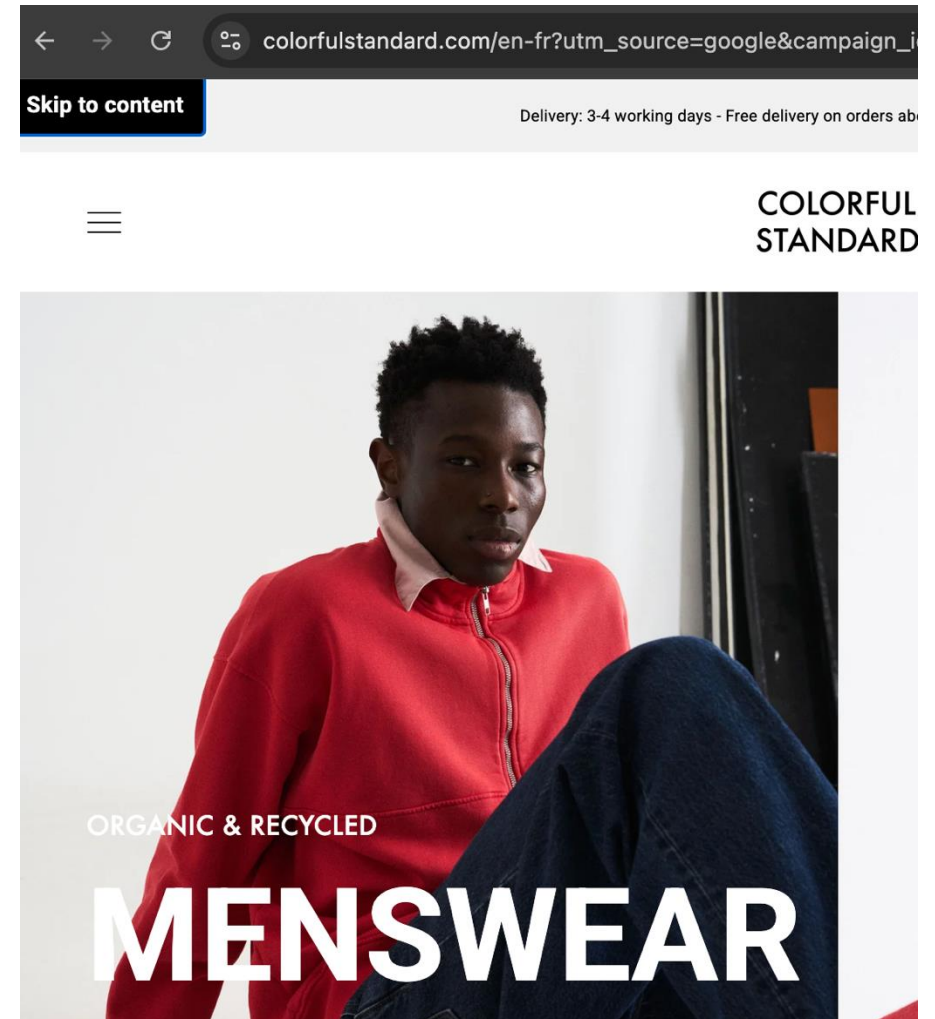 colorfulstandard.com/en-fr?utm_source=google&campaign_i
Skip to content
Delivery: 3-4 working days - Free delivery on orders ab
COLORFUL
STANDARD
ORGANIC & RECYCLED
MENSWEAR